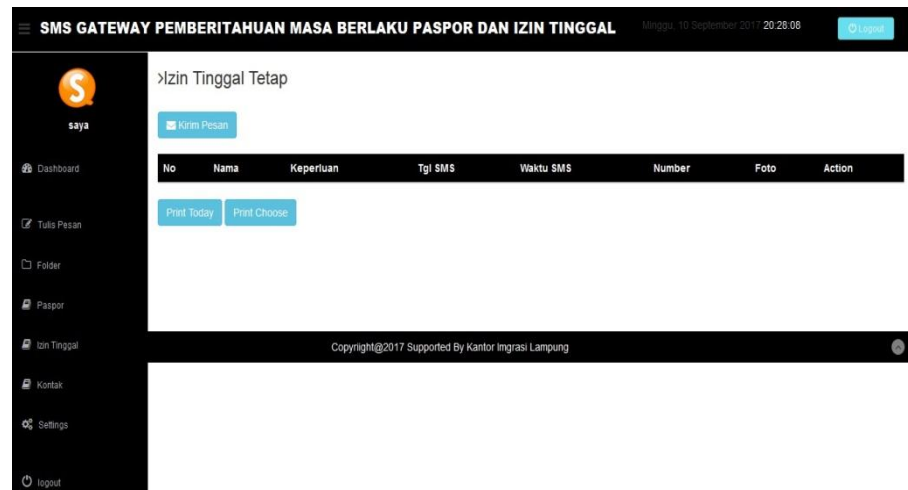 SMS GATEWAY PEMBERITAHUAN MASA BERLAKU PASPOR DAN IZIN TINGGAL
Minggu, 10 September 2017 20:28:08
Logout
S
saya
Dashboard
Tulis Pesan
Folder
Paspor
Izin Tinggal
Kontak
Settings
logout
>Izin Tinggal Tetap
Kirim Pesan
No Nama Keperluan Tgl SMS Waktu SMS Number Foto Action
Print Today Print Choose
Copyriight@2017 Supported By Kantor Imgrasi Lampung